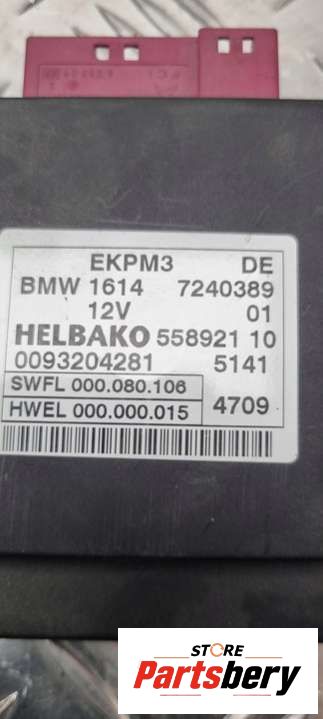 EKPM3 DE
BMW 1614 7240389
12V 01
HELBAKO 558921 10
0093204281 5141
SWFL 000.080.106
HWEL 000.000.015 4709
STORE
Partsbery